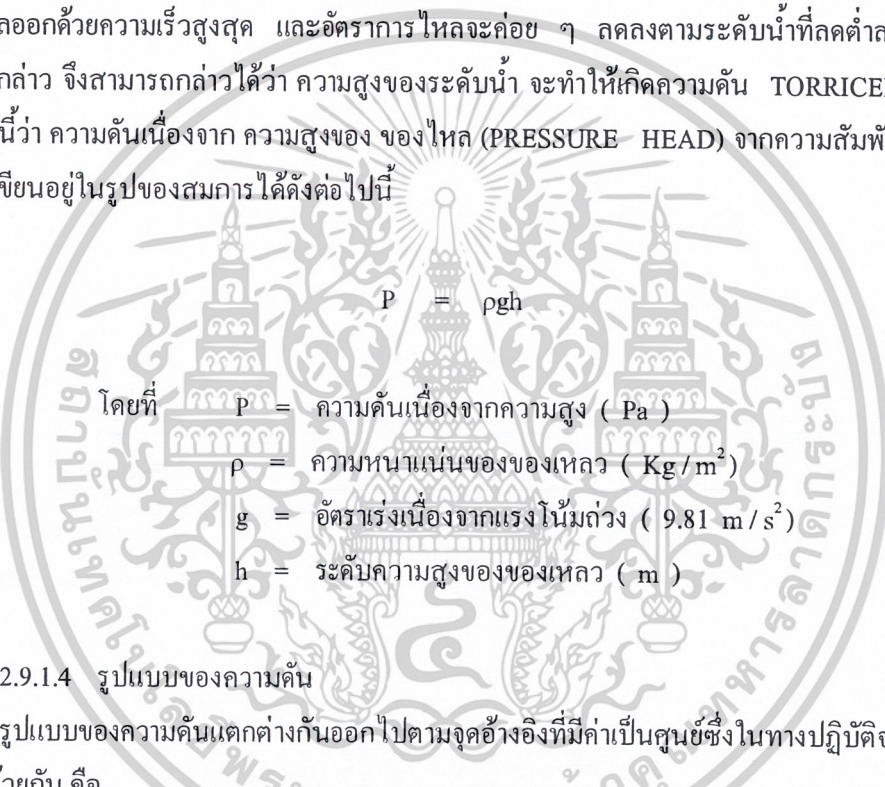 ลออกด้วยความเร็วสูงสุด และอัตราการไหลจะค่อย ๆ ลดลงตามระดับน้ำที่ลดต่ำล
กล่าว จึงสามารถกล่าวได้ว่า ความสูงของระดับน้ำ จะทำให้เกิดความดัน TORRICE
นี้ว่า ความดันเนื่องจาก ความสูงของ ของไหล (PRESSURE HEAD) จากความสัมพั
ขียนอยู่ในรูปของสมการได้ดังต่อไปนี้
P = ρgh
โดยที่ P = ความดันเนื่องจากความสูง ( Pa )
ρ = ความหนาแน่นของของเหลว ( Kg / m²)
g = อัตราเร่งเนื่องจากแรงโน้มถ่วง ( 9.81 m / s²)
h = ระดับความสูงของของเหลว ( m )
2.9.1.4 รูปแบบของความดัน
รูปแบบของความดันแตกต่างกันออกไปตามจุดอ้างอิงที่มีค่าเป็นศูนย์ซึ่งในทางปฏิบัติจ
้วยกัน คือ